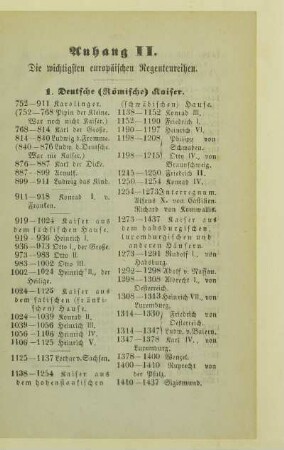 Anhang II.
Die wichtigsten europäischen Regentenreihen.
1. Deutsche (Römische) Kaiser.
752—911 Karolinger.
(752—768 Pipin der Kleine.
War noch nicht Kaiser.)
768—814 Karl der Große.
814—840 Ludwig d. Fromme.
(840—876 Ludwig d. Deutsche.
War nie Kaiser.)
876—887 Karl der Dicke.
887—899 Arnulf.
899—911 Ludwig das Kind.
911—918 Konrad I. v.
Franken.
919—1024 Kaiser aus
dem sächsischen Hause.
919—936 Heinrich I.
936—973 Otto I., der Große.
973—983 Otto II.
983—1002 Otto III.
1002—1024 Heinrich II., der
Heilige.
1024—1125 Kaiser aus
dem salischen (fränki-
schen) Hause.
1024—1039 Konrad II.
1039—1056 Heinrich III.
1056—1106 Heinrich IV.
1106—1125 Heinrich V.
1125—1137 Lothar v. Sachsen.
1138—1254 Kaiser aus
dem hohenstaufischen
(schwäbischen) Hause.
1138—1152 Konrad III.
1152—1190 Friedrich I.
1190—1197 Heinrich VI.
1198—1208 Philipp von
Schwaben.
1198—1215 Otto IV., von
Braunschweig.
1215—1250 Friedrich II.
1250—1254 Konrad IV.
1254—1273 Interregnum.
Alfons X. von Castilien.
Richard von Kornwallis.
1273—1437 Kaiser aus
dem habsburgischen,
luxemburgischen und
anderen Häusern.
1273—1291 Rudolf I., von
Habsburg.
1292—1298 Adolf v. Nassau.
1298—1308 Albrecht I., von
Oesterreich.
1308—1313 Heinrich VII., von
Luxemburg.
1314—1330 Friedrich von
Oesterreich.
1314—1347 Ludw. v. Baiern.
1347—1378 Karl IV., von
Luxemburg.
1378—1400 Wenzel.
1400—1410 Ruprecht von
der Pfalz.
1410—1437 Sigismund.